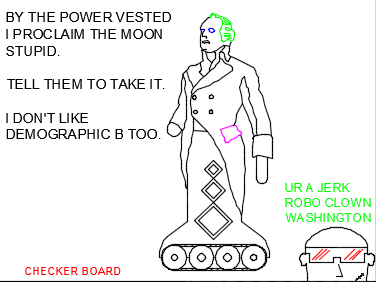 BY THE POWER VESTED
I PROCLAIM THE MOON
STUPID.
TELL THEM TO TAKE IT.
I DON'T LIKE
DEMOGRAPHIC B TOO.
UR A JERK
ROBO CLOWN
WASHINGTON
CHECKER BOARD